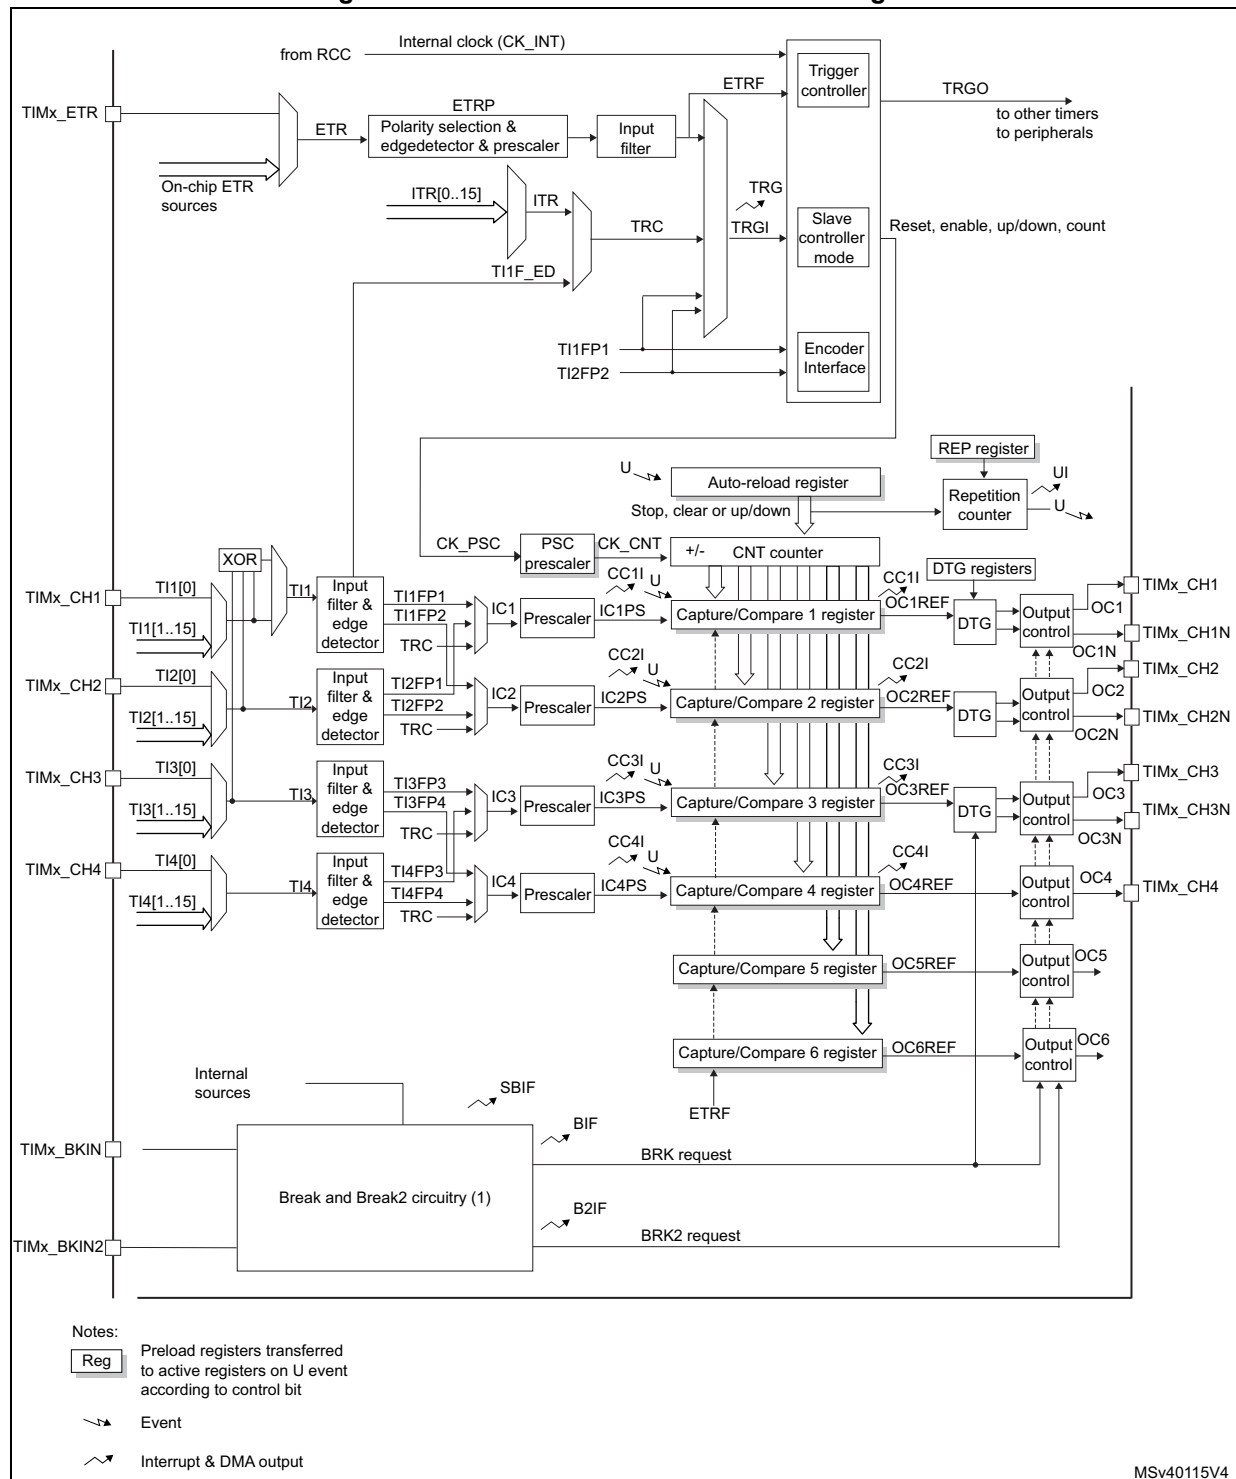 Internal clock (CK_INT)
from RCC
Trigger
controller
ETRF
TRGO
to other timers
to peripherals
TIMx_ETR
ETRP
ETR
Polarity selection &
edgedetector & prescaler
Input
filter
On-chip ETR
sources
ITR[0..15]
ITR
TRG
TRC
TRGI
Slave
controller
mode
Reset, enable, up/down, count
TI1F_ED
TI1FP1
TI2FP2
Encoder
Interface
REP register
U
Auto-reload register
UI
Repetition
counter
U
Stop, clear or up/down
CK_PSC
PSC
prescaler
CK_CNT
+/-
CNT counter
XOR
DTG registers
TIMx_CH1
TI1[0]
TI1[1..15]
TI1
Input
filter &
edge
detector
TI1FP1
TI1FP2
TRC
IC1
Prescaler
IC1PS
CC1I
U
Capture/Compare 1 register
CC1I
OC1REF
DTG
Output
control
OC1
OC1N
TIMx_CH1
TIMx_CH1N
TIMx_CH2
TI2[0]
TI2[1..15]
TI2
Input
filter &
edge
detector
TI2FP1
TI2FP2
TRC
IC2
Prescaler
IC2PS
CC2I
U
Capture/Compare 2 register
CC2I
OC2REF
DTG
Output
control
OC2
OC2N
TIMx_CH2
TIMx_CH2N
TIMx_CH3
TI3[0]
TI3[1..15]
TI3
Input
filter &
edge
detector
TI3FP3
TI3FP4
TRC
IC3
Prescaler
IC3PS
CC3I
U
Capture/Compare 3 register
CC3I
OC3REF
DTG
Output
control
OC3
OC3N
TIMx_CH3
TIMx_CH3N
TIMx_CH4
TI4[0]
TI4[1..15]
TI4
Input
filter &
edge
detector
TI4FP3
TI4FP4
TRC
IC4
Prescaler
IC4PS
CC4I
U
Capture/Compare 4 register
CC4I
OC4REF
Output
control
OC4
TIMx_CH4
Capture/Compare 5 register
OC5REF
Output
control
OC5
Capture/Compare 6 register
OC6REF
Output
control
OC6
ETRF
Internal
sources
SBIF
TIMx_BKIN
BIF
BRK request
Break and Break2 circuitry (1)
TIMx_BKIN2
B2IF
BRK2 request
Notes:
Reg
Preload registers transferred
to active registers on U event
according to control bit
Event
Interrupt & DMA output
MSv40115V4